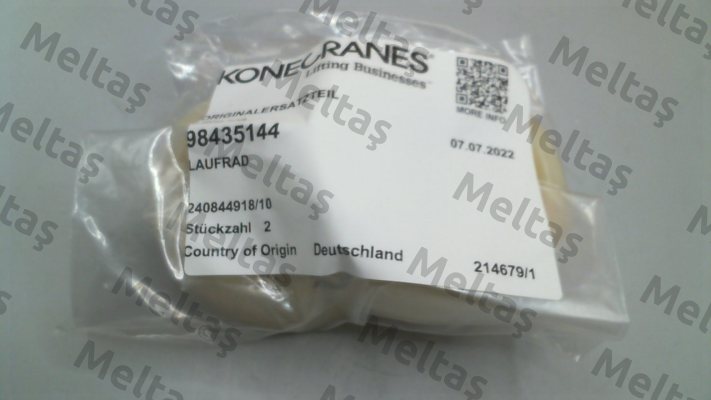 KONECRANES
Lifting Businesses™
ORIGINALERSATZTEIL
98435144
LAUFRAD
MORE INFO
07.07.2022
240844918/10
Stückzahl 2
Country of Origin Deutschland
214679/1
Meltaş